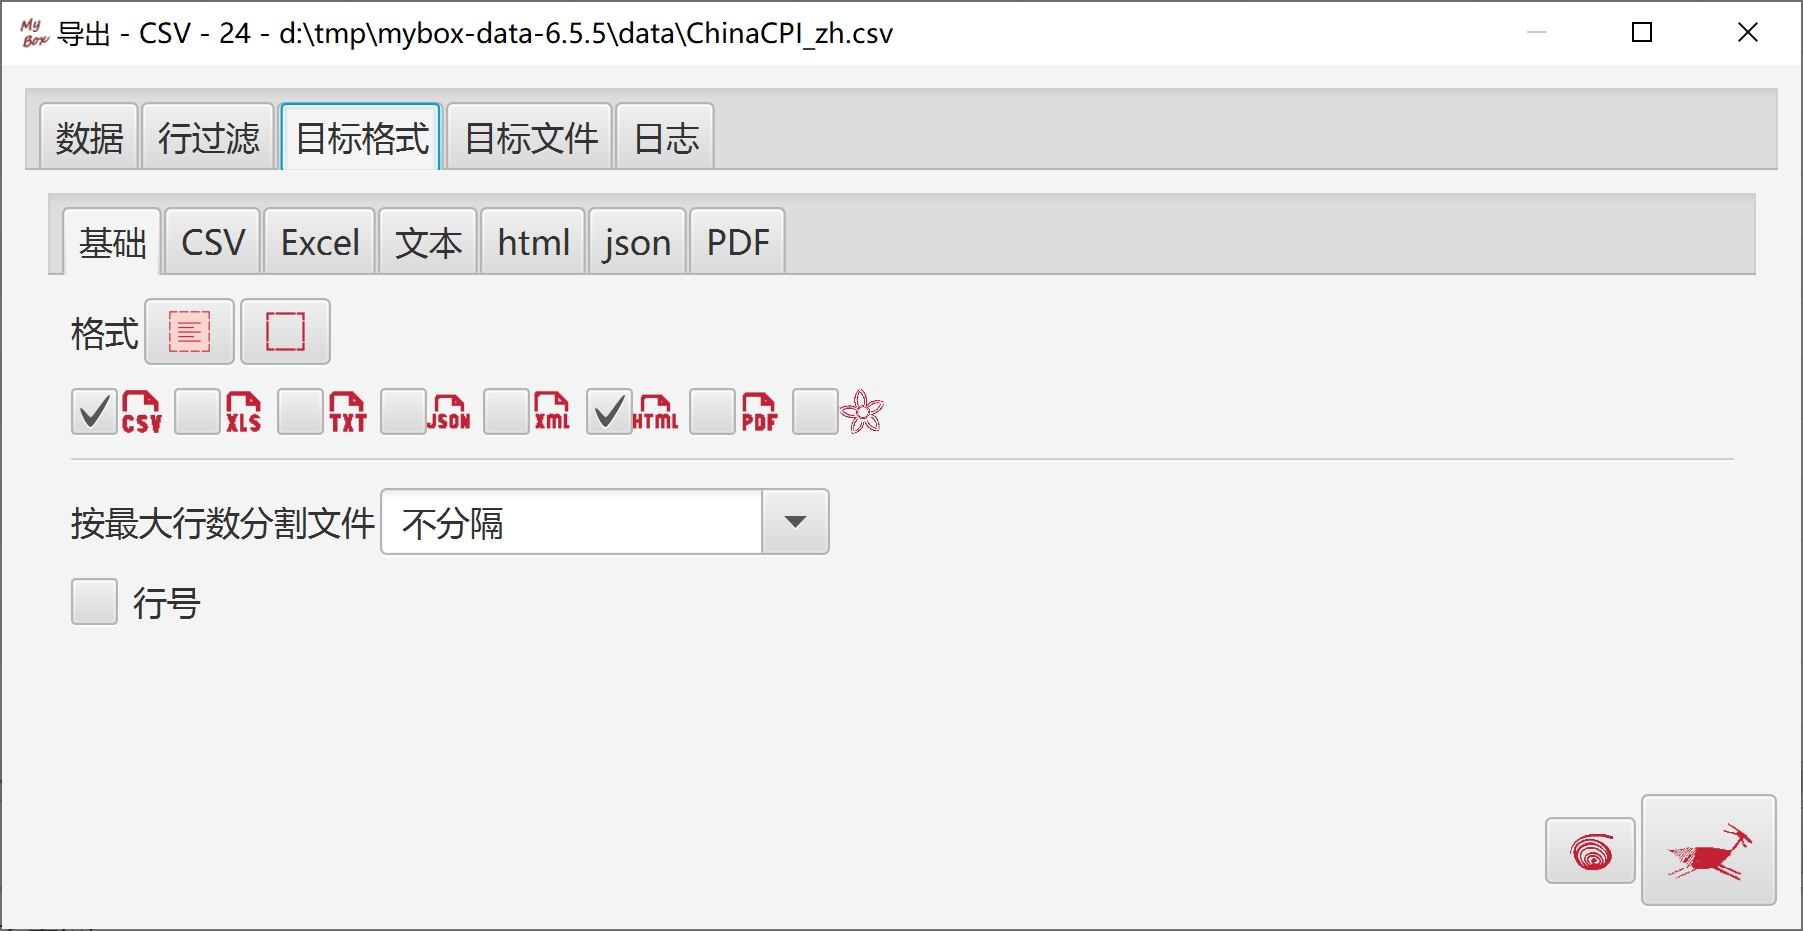 My Box 导出 - CSV - 24 - d:\tmp\mybox-data-6.5.5\data\ChinaCPI_zh.csv
数据 行过滤 目标格式 目标文件 日志
基础 CSV Excel 文本 html json PDF
格式
CSV XLS TXT JSON XML HTML PDF
按最大行数分割文件 不分隔
行号